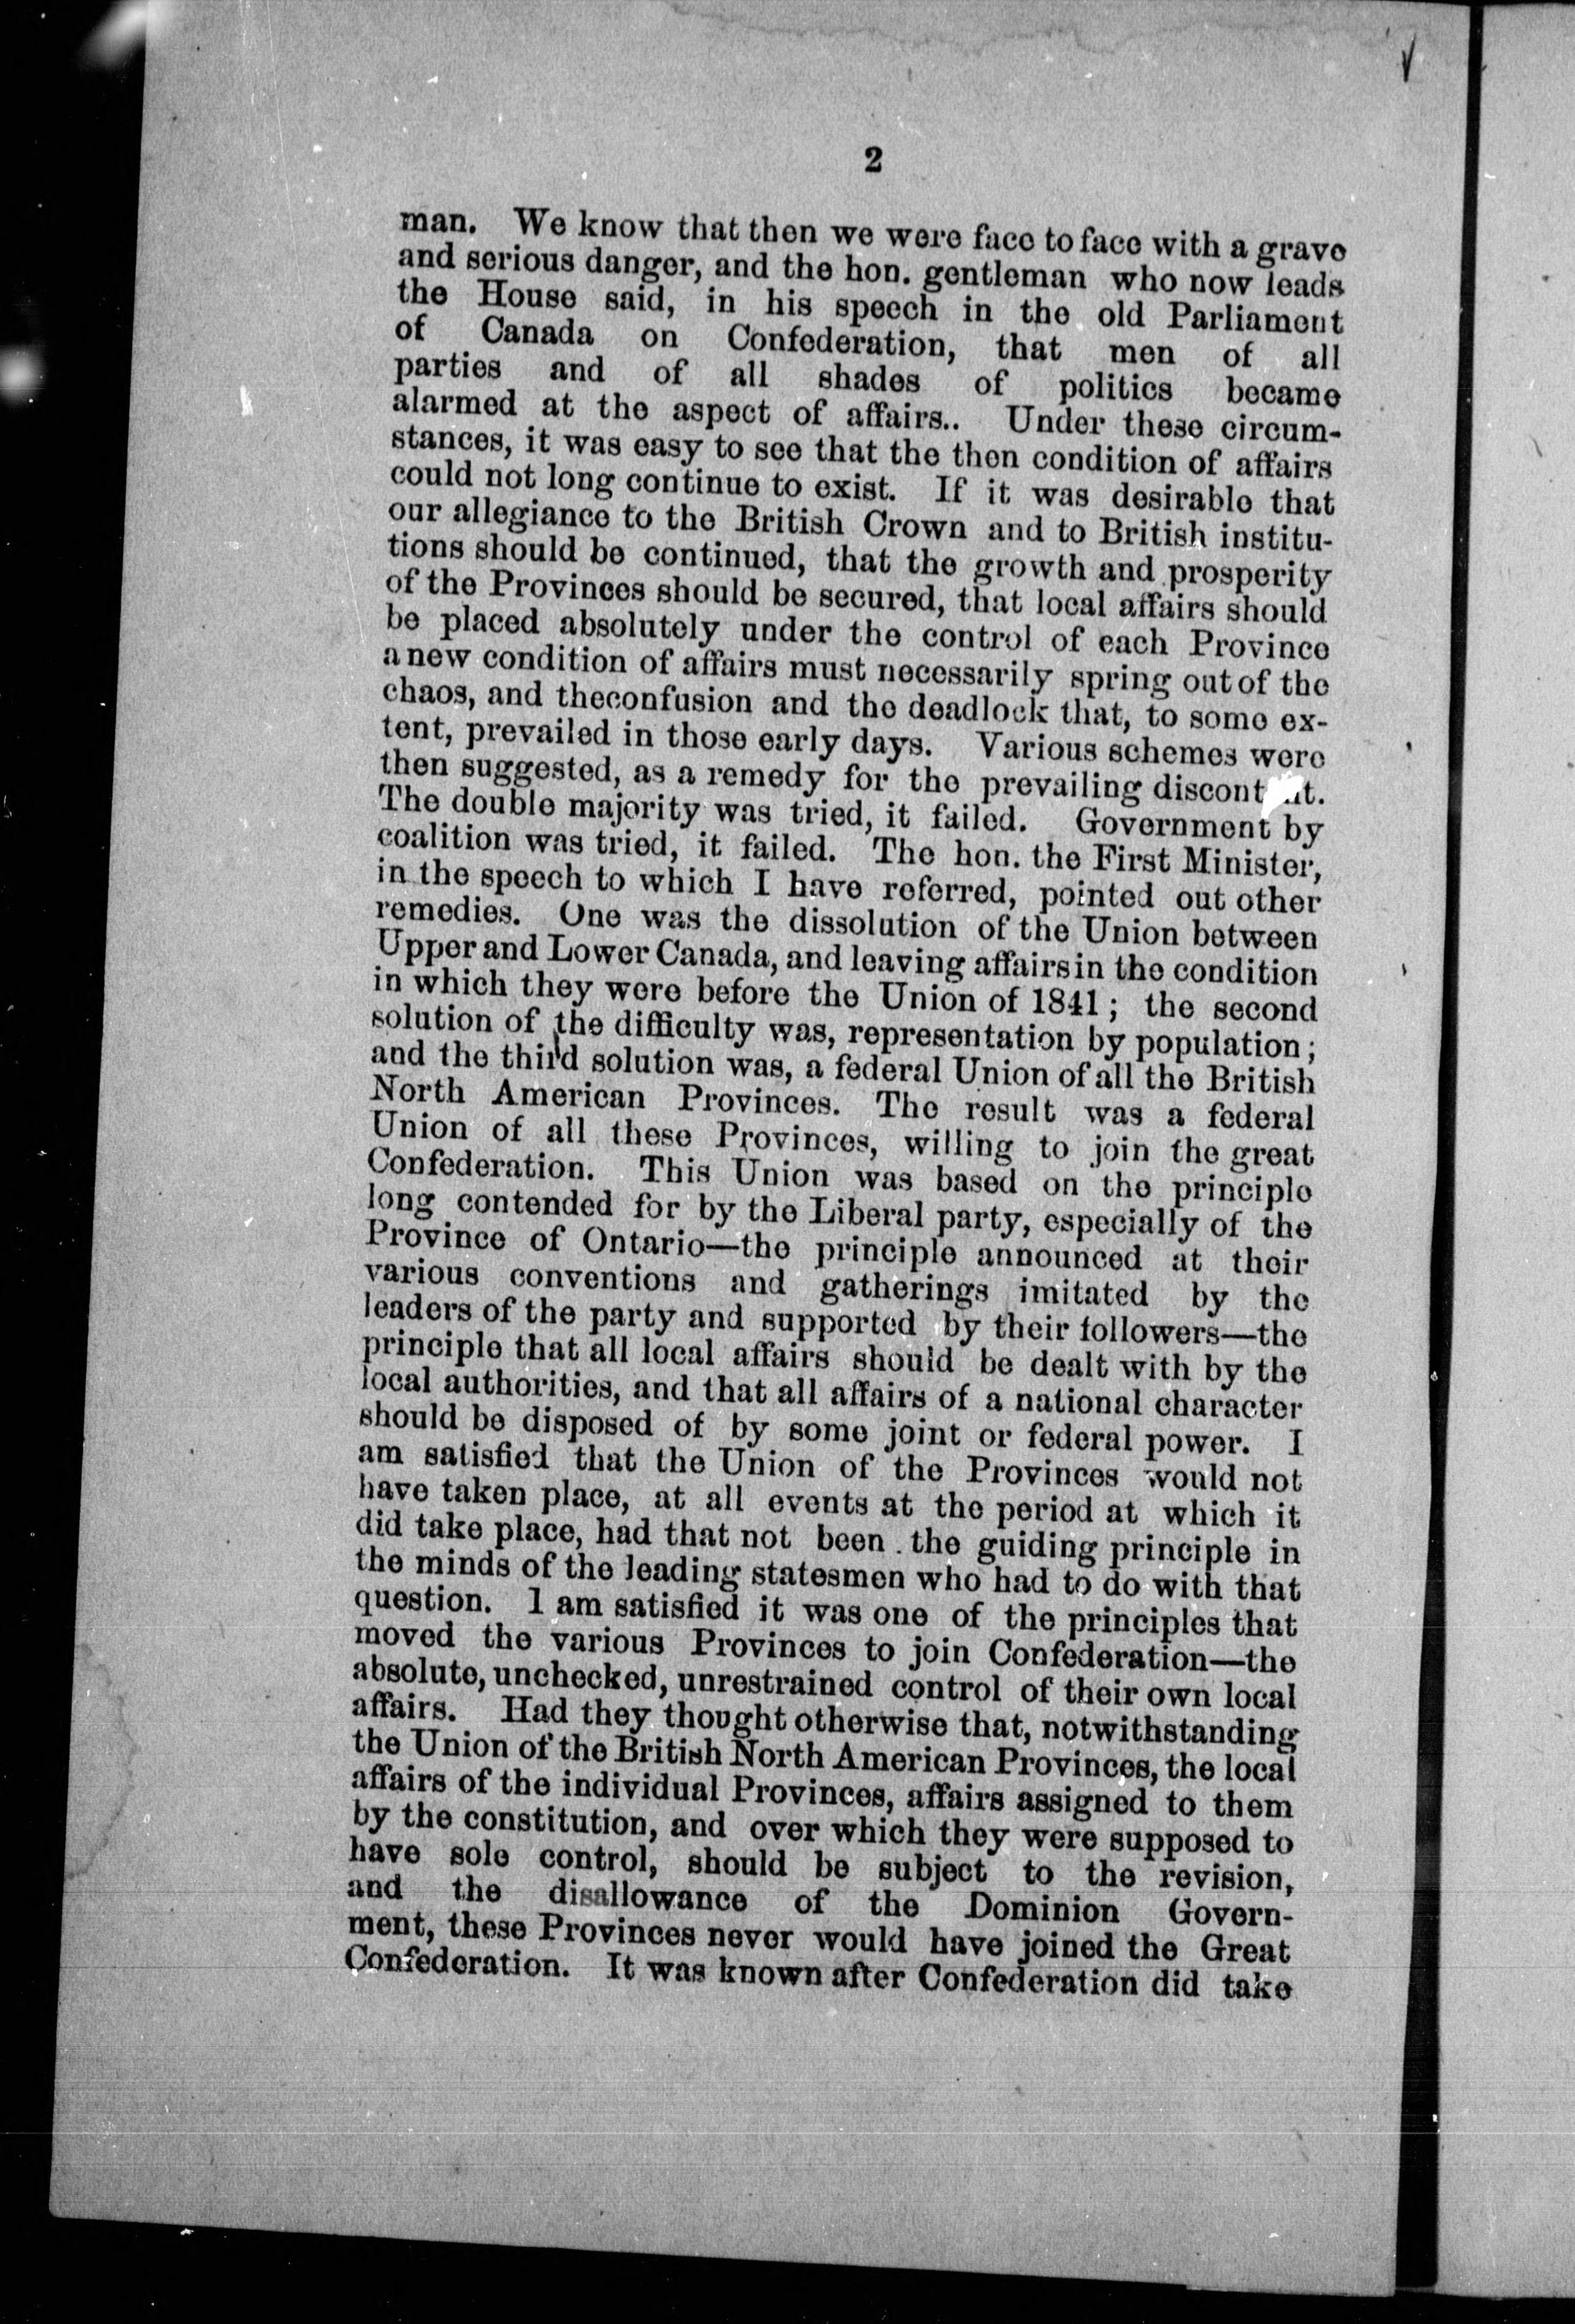 2
man. We know that then we were face to face with a grave
and serious danger, and the hon. gentleman who now leads
the House said, in his speech in the old Parliament
of Canada on Confederation, that men of all
parties and of all shades of politics became
alarmed at the aspect of affairs.. Under these circum-
stances, it was easy to see that the then condition of affairs
could not long continue to exist. If it was desirable that
our allegiance to the British Crown and to British institu-
tions should be continued, that the growth and prosperity
of the Provinces should be secured, that local affairs should
be placed absolutely under the control of each Province
a new condition of affairs must necessarily spring out of the
chaos, and theconfusion and the deadlock that, to some ex-
tent, prevailed in those early days. Various schemes were
then suggested, as a remedy for the prevailing discontent.
The double majority was tried, it failed. Government by
coalition was tried, it failed. The hon. the First Minister,
in the speech to which I have referred, pointed out other
remedies. One was the dissolution of the Union between
Upper and Lower Canada, and leaving affairs in the condition
in which they were before the Union of 1841; the second
solution of the difficulty was, representation by population;
and the third solution was, a federal Union of all the British
North American Provinces. The result was a federal
Union of all these Provinces, willing to join the great
Confederation. This Union was based on the principle
long contended for by the Liberal party, especially of the
Province of Ontario—the principle announced at their
various conventions and gatherings imitated by the
leaders of the party and supported by their followers—the
principle that all local affairs should be dealt with by the
local authorities, and that all affairs of a national character
should be disposed of by some joint or federal power. I
am satisfied that the Union of the Provinces would not
have taken place, at all events at the period at which it
did take place, had that not been the guiding principle in
the minds of the leading statesmen who had to do with that
question. I am satisfied it was one of the principles that
moved the various Provinces to join Confederation—the
absolute, unchecked, unrestrained control of their own local
affairs. Had they thought otherwise that, notwithstanding
the Union of the British North American Provinces, the local
affairs of the individual Provinces, affairs assigned to them
by the constitution, and over which they were supposed to
have sole control, should be subject to the revision,
and the disallowance of the Dominion Govern-
ment, these Provinces never would have joined the Great
Confederation. It was known after Confederation did take